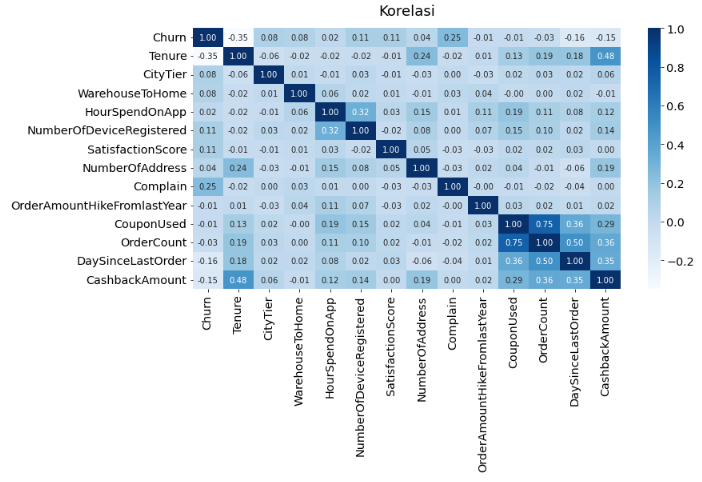 Korelasi
Churn 1.00 -0.35 0.08 0.08 0.02 0.11 0.11 0.04 0.25 -0.01 -0.01 -0.03 -0.16 -0.15
Tenure -0.35 1.00 -0.06 -0.02 -0.02 -0.02 -0.01 0.24 -0.02 0.01 0.13 0.19 0.18 0.48
CityTier 0.08 -0.06 1.00 0.01 -0.01 0.03 -0.01 -0.03 0.00 -0.03 0.02 0.03 0.02 0.06
WarehouseToHome 0.08 -0.02 0.01 1.00 0.06 0.02 0.01 -0.01 0.03 0.04 -0.00 0.00 0.02 -0.01
HourSpendOnApp 0.02 -0.02 -0.01 0.06 1.00 0.32 0.03 0.15 0.01 0.11 0.19 0.11 0.08 0.12
NumberOfDeviceRegistered 0.11 -0.02 0.03 0.02 0.32 1.00 -0.02 0.08 0.00 0.07 0.15 0.10 0.02 0.14
SatisfactionScore 0.11 -0.01 -0.01 0.01 0.03 -0.02 1.00 0.05 -0.03 -0.03 0.02 0.02 0.03 0.00
NumberOfAddress 0.04 0.24 -0.03 -0.01 0.15 0.08 0.05 1.00 -0.03 0.02 0.04 -0.01 -0.06 0.19
Complain 0.25 -0.02 0.00 0.03 0.01 0.00 -0.03 -0.03 1.00 -0.00 -0.01 -0.02 -0.04 0.00
OrderAmountHikeFromlastYear -0.01 0.01 -0.03 0.04 0.11 0.07 -0.03 0.02 -0.00 1.00 0.03 0.02 0.01 0.02
CouponUsed -0.01 0.13 0.02 -0.00 0.19 0.15 0.02 0.04 -0.01 0.03 1.00 0.75 0.36 0.29
OrderCount -0.03 0.19 0.03 0.00 0.11 0.10 0.02 -0.01 -0.02 0.02 0.75 1.00 0.50 0.36
DaySinceLastOrder -0.16 0.18 0.02 0.02 0.08 0.02 0.03 -0.06 -0.04 0.01 0.36 0.50 1.00 0.35
CashbackAmount -0.15 0.48 0.06 -0.01 0.12 0.14 0.00 0.19 0.00 0.02 0.29 0.36 0.35 1.00
Churn
Tenure
CityTier
WarehouseToHome
HourSpendOnApp
NumberOfDeviceRegistered
SatisfactionScore
NumberOfAddress
Complain
OrderAmountHikeFromlastYear
CouponUsed
OrderCount
DaySinceLastOrder
CashbackAmount
1.0
0.8
0.6
0.4
0.2
0.0
−0.2